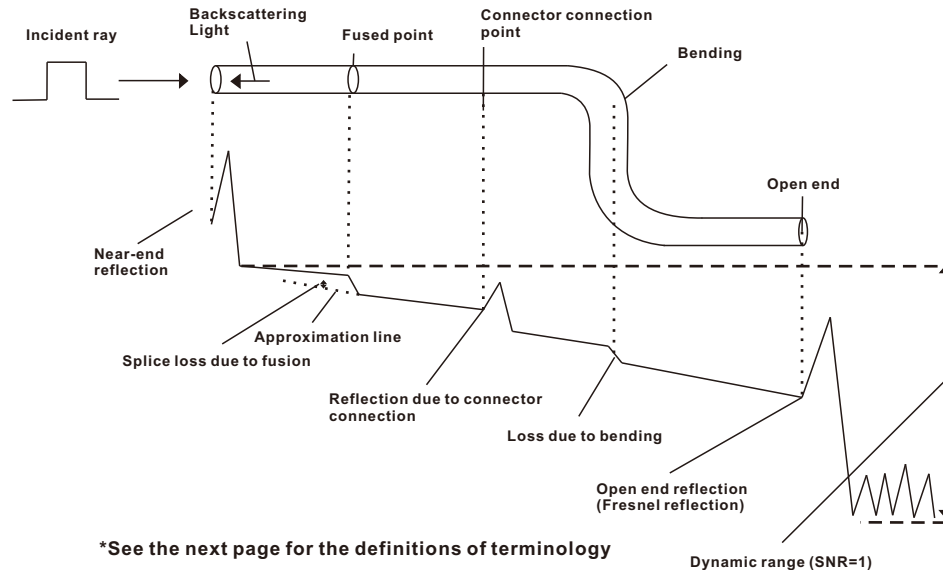 Incident ray
Backscattering
Light
Fused point
Connector connection
point
Bending
Open end
Near-end
reflection
Approximation line
Splice loss due to fusion
Reflection due to connector
connection
Loss due to bending
Open end reflection
(Fresnel reflection)
*See the next page for the definitions of terminology
Dynamic range (SNR=1)